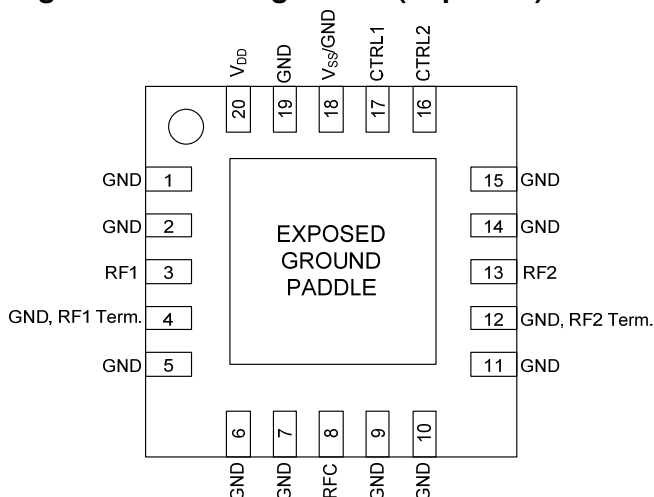 V_DD
GND
V_SS/GND
CTRL1
CTRL2
20
19
18
17
16
GND 1
GND 2
RF1 3
GND, RF1 Term. 4
GND 5
EXPOSED
GROUND
PADDLE
15 GND
14 GND
13 RF2
12 GND, RF2 Term.
11 GND
6
7
8
9
10
GND
GND
RFC
GND
GND